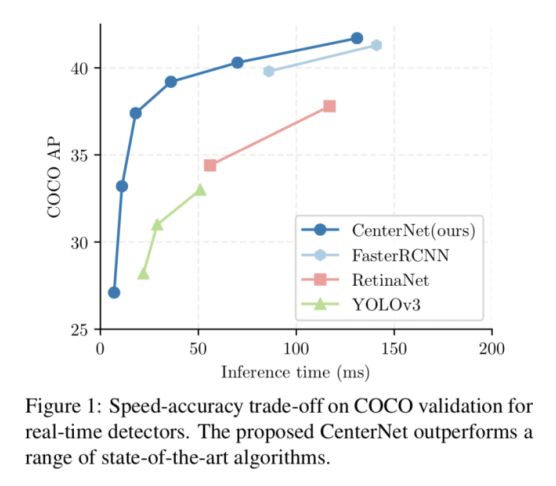 40
35
30
25
COCO AP
0 50 100 150 200
Inference time (ms)
CenterNet(ours)
FasterRCNN
RetinaNet
YOLOv3
Figure 1: Speed-accuracy trade-off on COCO validation for
real-time detectors. The proposed CenterNet outperforms a
range of state-of-the-art algorithms.